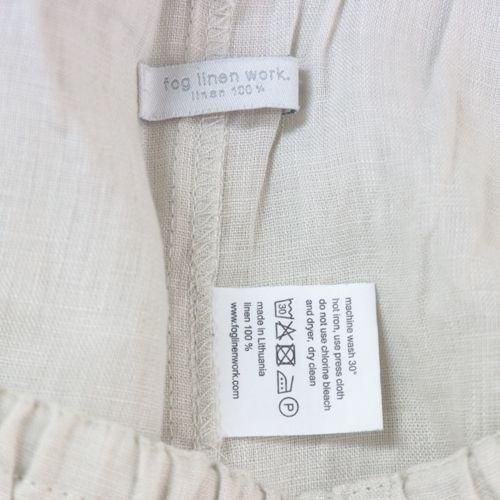 fog linen work.
linen 100 %
machine wash 30°
hot iron, use press cloth
do not use chlorine bleach
and dryer, dry clean
30
P
made in Lithuania
linen 100 %
www.foglinenwork.com